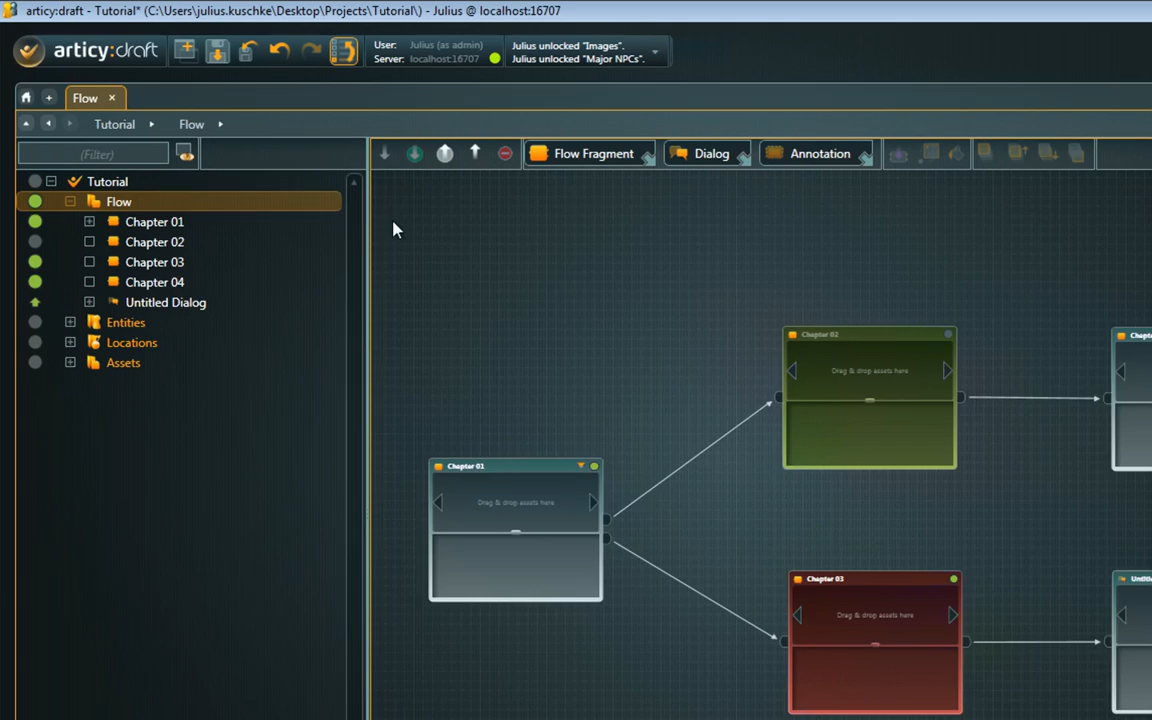 articy:draft - Tutorial* (C:\Users\julius.kuschke\Desktop\Projects\Tutorial\) - Julius @ localhost:16707
articy:draft
User: Julius (as admin)
Server: localhost:16707
Julius unlocked "Images".
Julius unlocked "Major NPCs".
Flow
Tutorial
Flow
(Filter)
Flow Fragment
Dialog
Annotation
Tutorial
Flow
Chapter 01
Chapter 02
Chapter 03
Chapter 04
Untitled Dialog
Entities
Locations
Assets
Chapter 02
Drag & drop assets here
Chapte
Chapter 01
Drag & drop assets here
Chapter 03
Drag & drop assets here
Untitle